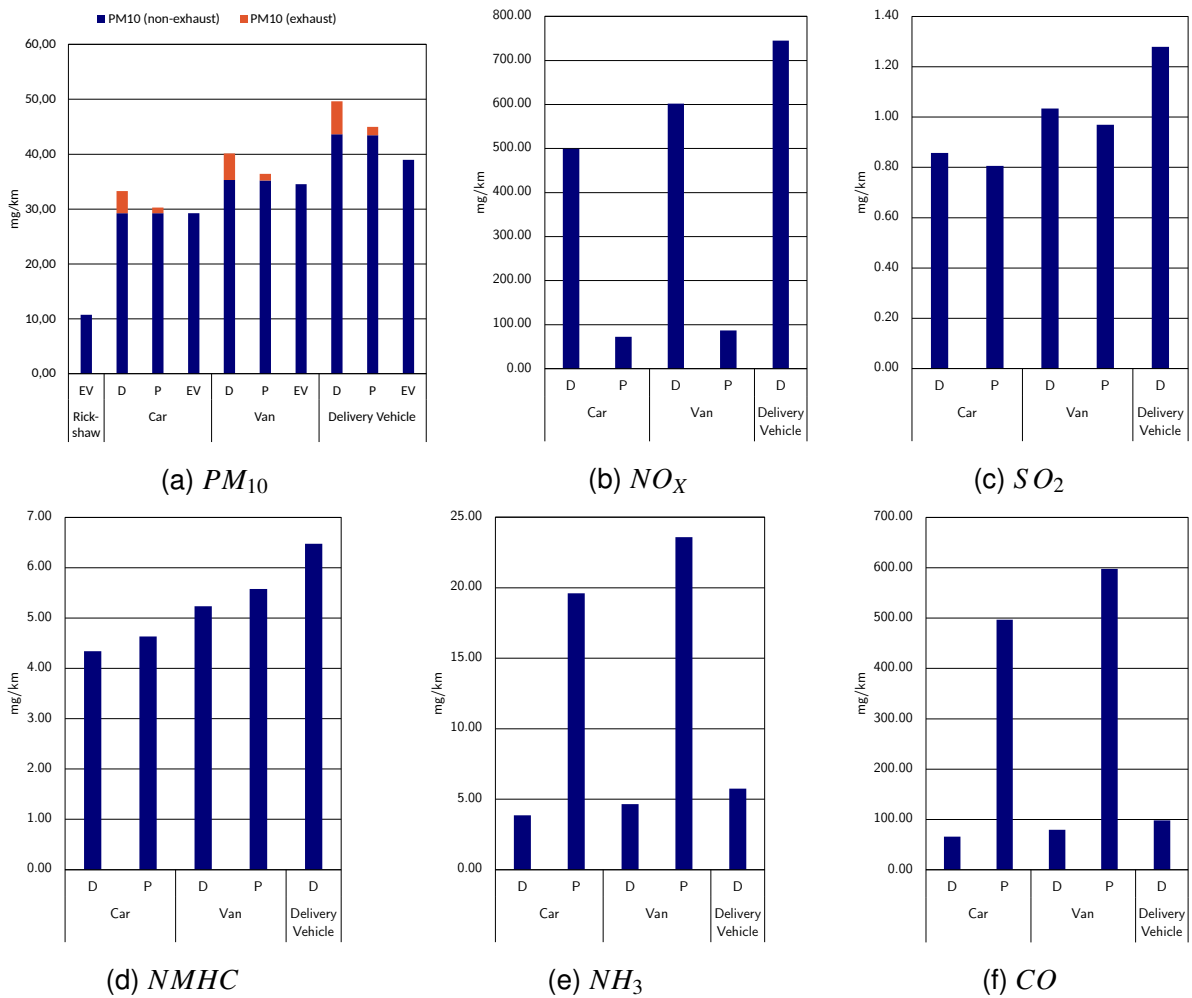 PM10 (non-exhaust) PM10 (exhaust)
60,00
50,00
40,00
30,00
20,00
10,00
0,00
mg/km
EV D P EV D P EV D P EV
Rick-
shaw
Car Van Delivery Vehicle
(a) PM10
800.00
700.00
600.00
500.00
400.00
300.00
200.00
100.00
0.00
mg/km
D P D P D
Car Van Delivery
Vehicle
(b) NOX
1.40
1.20
1.00
0.80
0.60
0.40
0.20
0.00
mg/km
D P D P D
Car Van Delivery
Vehicle
(c) SO2
7.00
6.00
5.00
4.00
3.00
2.00
1.00
0.00
mg/km
D P D P D
Car Van Delivery
Vehicle
(d) NMHC
25.00
20.00
15.00
10.00
5.00
0.00
mg/km
D P D P D
Car Van Delivery
Vehicle
(e) NH3
700.00
600.00
500.00
400.00
300.00
200.00
100.00
0.00
mg/km
D P D P D
Car Van Delivery
Vehicle
(f) CO